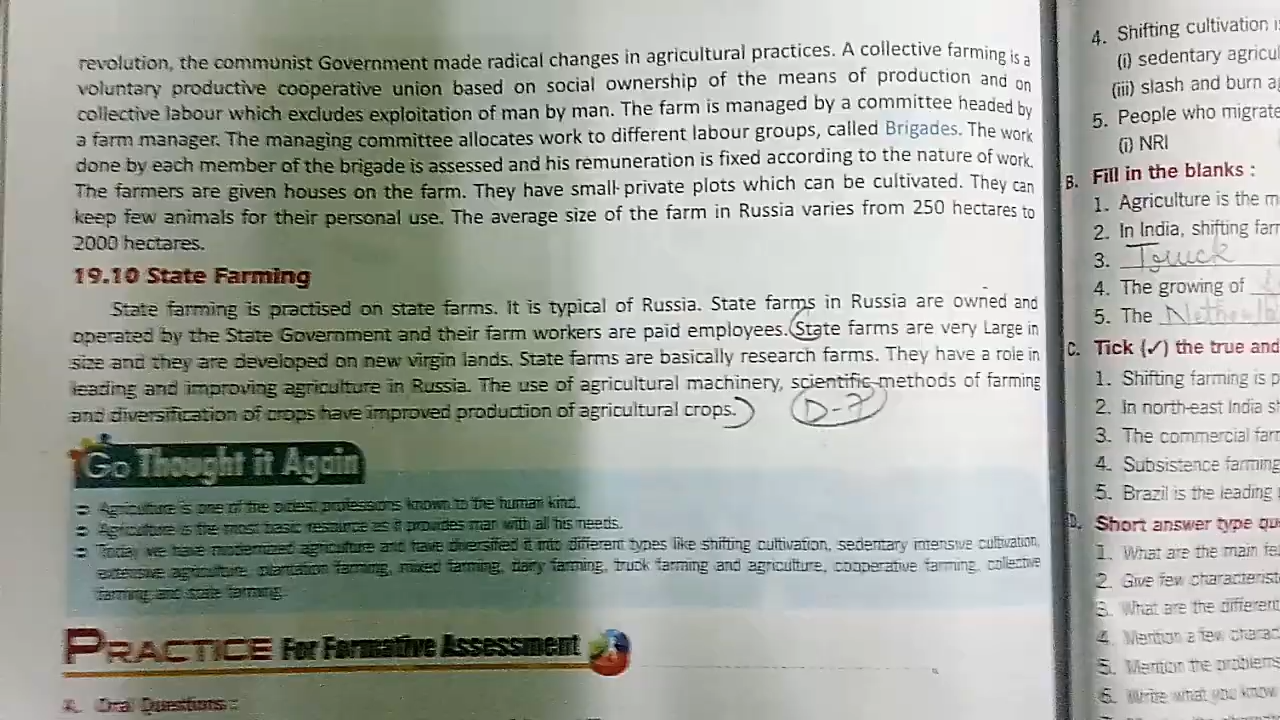 revolution, the communist Government made radical changes in agricultural practices. A collective farming is a
voluntary productive cooperative union based on social ownership of the means of production and on
collective labour which excludes exploitation of man by man. The farm is managed by a committee headed by
a farm manager. The managing committee allocates work to different labour groups, called Brigades. The work
done by each member of the brigade is assessed and his remuneration is fixed according to the nature of work.
The farmers are given houses on the farm. They have small private plots which can be cultivated. They can
keep few animals for their personal use. The average size of the farm in Russia varies from 250 hectares to
2000 hectares.
19.10 State Farming
State farming is practised on state farms. It is typical of Russia. State farms in Russia are owned and
operated by the State Government and their farm workers are paid employees. State farms are very Large in
size and they are developed on new virgin lands. State farms are basically research farms. They have a role in
leading and improving agriculture in Russia. The use of agricultural machinery, scientific methods of farming
and diversification of crops have improved production of agricultural crops.
D-7
Go Thought it Again
Agriculture is one of the oldest professions known to the human kind.
Agriculture is the most basic resource as it provides man with all his needs.
Today we have modernized agriculture and have diversified it into different types like shifting cultivation, sedentary intensive cultivation,
extensive agriculture, plantation farming, mixed farming, dairy farming, truck farming and agriculture, cooperative farming, collective
farming and state farming.
PRACTICE For Formative Assessment
A. Oral Questions :
4. Shifting cultivation
(i) sedentary
(iii) slash and burn
5. People who
(i) NRI
B. Fill in the blanks :
1. Agriculture is the
2. In India, shifting
3. Truck
4. The growing of
5. The
C. Tick (✓) the true and
1. Shifting farming is
2. In north-east India
3. The commercial
4. Subsistence farming
5. Brazil is the leading
D. Short answer type
1. What are the main
2. Give few
3. What are the different
4. Mention a few
5. Mention the problems
6. Write what you know